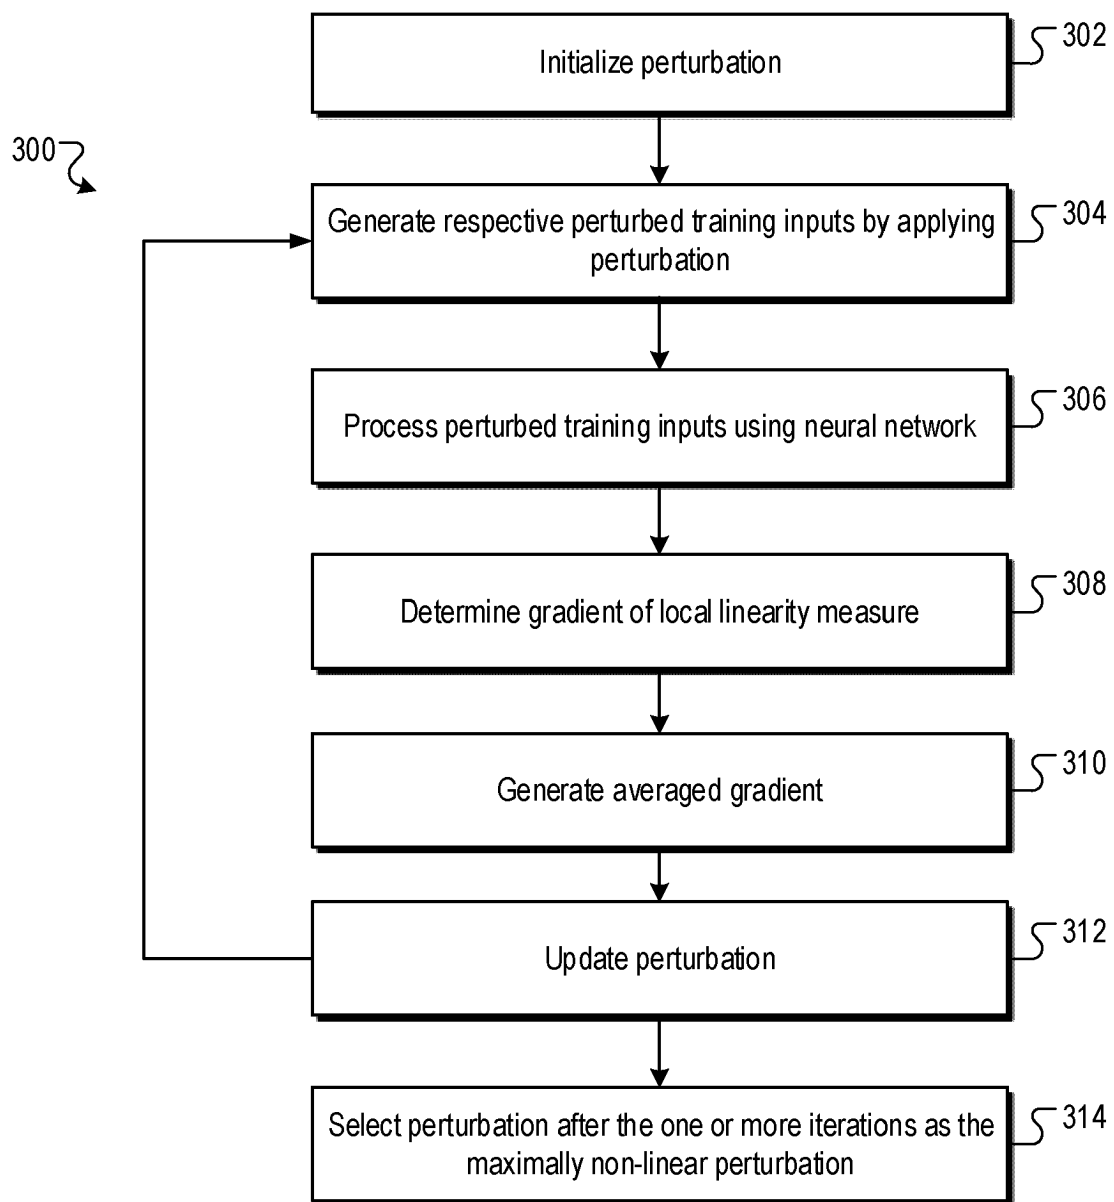 Initialize perturbation
302
300
Generate respective perturbed training inputs by applying
perturbation
304
Process perturbed training inputs using neural network
306
Determine gradient of local linearity measure
308
Generate averaged gradient
310
Update perturbation
312
Select perturbation after the one or more iterations as the
maximally non-linear perturbation
314